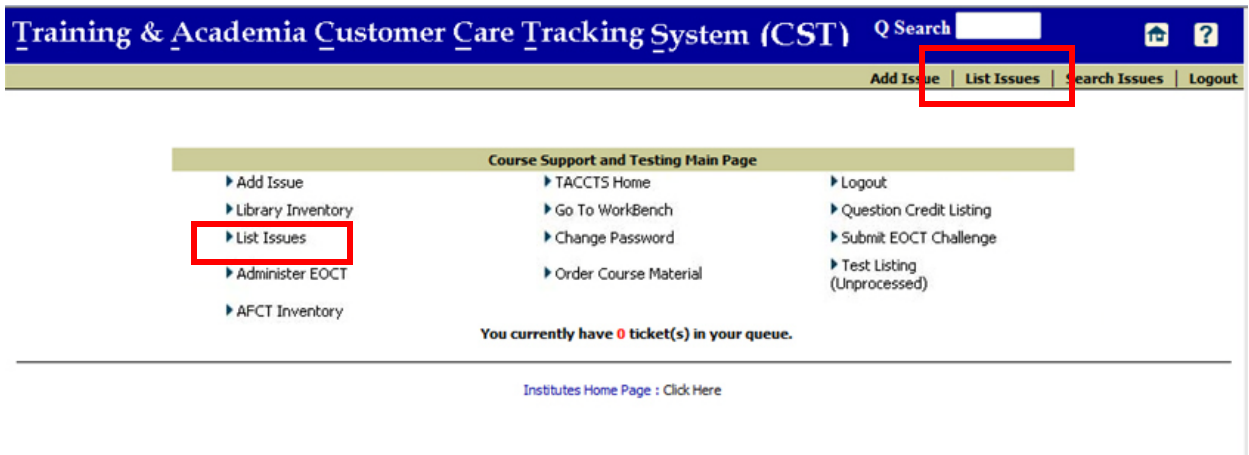 Training & Academia Customer Care Tracking System (CST) Q Search
Add Issue | List Issues | Search Issues | Logout
Course Support and Testing Main Page
Add Issue TACCTS Home Logout
Library Inventory Go To WorkBench Question Credit Listing
List Issues Change Password Submit EOCT Challenge
Administer EOCT Order Course Material Test Listing
(Unprocessed)
AFCT Inventory
You currently have 0 ticket(s) in your queue.
Institutes Home Page : Click Here